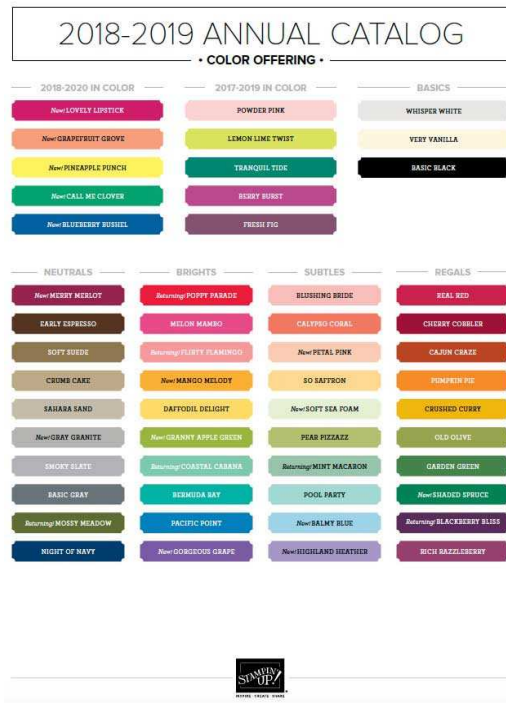 2018-2019 ANNUAL CATALOG
• COLOR OFFERING •
2018-2020 IN COLOR
New! LOVELY LIPSTICK
New! GRAPEFRUIT GROVE
New! PINEAPPLE PUNCH
New! CALL ME CLOVER
New! BLUEBERRY BUSHEL
2017-2019 IN COLOR
POWDER PINK
LEMON LIME TWIST
TRANQUIL TIDE
BERRY BURST
FRESH FIG
BASICS
WHISPER WHITE
VERY VANILLA
BASIC BLACK
NEUTRALS
New! MERRY MERLOT
EARLY ESPRESSO
SOFT SUEDE
CRUMB CAKE
SAHARA SAND
New! GRAY GRANITE
SMOKY SLATE
BASIC GRAY
Returning! MOSSY MEADOW
NIGHT OF NAVY
BRIGHTS
Returning! POPPY PARADE
MELON MAMBO
Returning! FLIRTY FLAMINGO
New! MANGO MELODY
DAFFODIL DELIGHT
New! GRANNY APPLE GREEN
Returning! COASTAL CABANA
BERMUDA BAY
PACIFIC POINT
New! GORGEOUS GRAPE
SUBTLES
BLUSHING BRIDE
CALYPSO CORAL
New! PETAL PINK
SO SAFFRON
New! SOFT SEA FOAM
PEAR PIZZAZZ
Returning! MINT MACARON
POOL PARTY
New! BALMY BLUE
New! HIGHLAND HEATHER
REGALS
REAL RED
CHERRY COBBLER
CAJUN CRAZE
PUMPKIN PIE
CRUSHED CURRY
OLD OLIVE
GARDEN GREEN
New! SHADED SPRUCE
Returning! BLACKBERRY BLISS
RICH RAZZLEBERRY
STAMPIN'
UP!